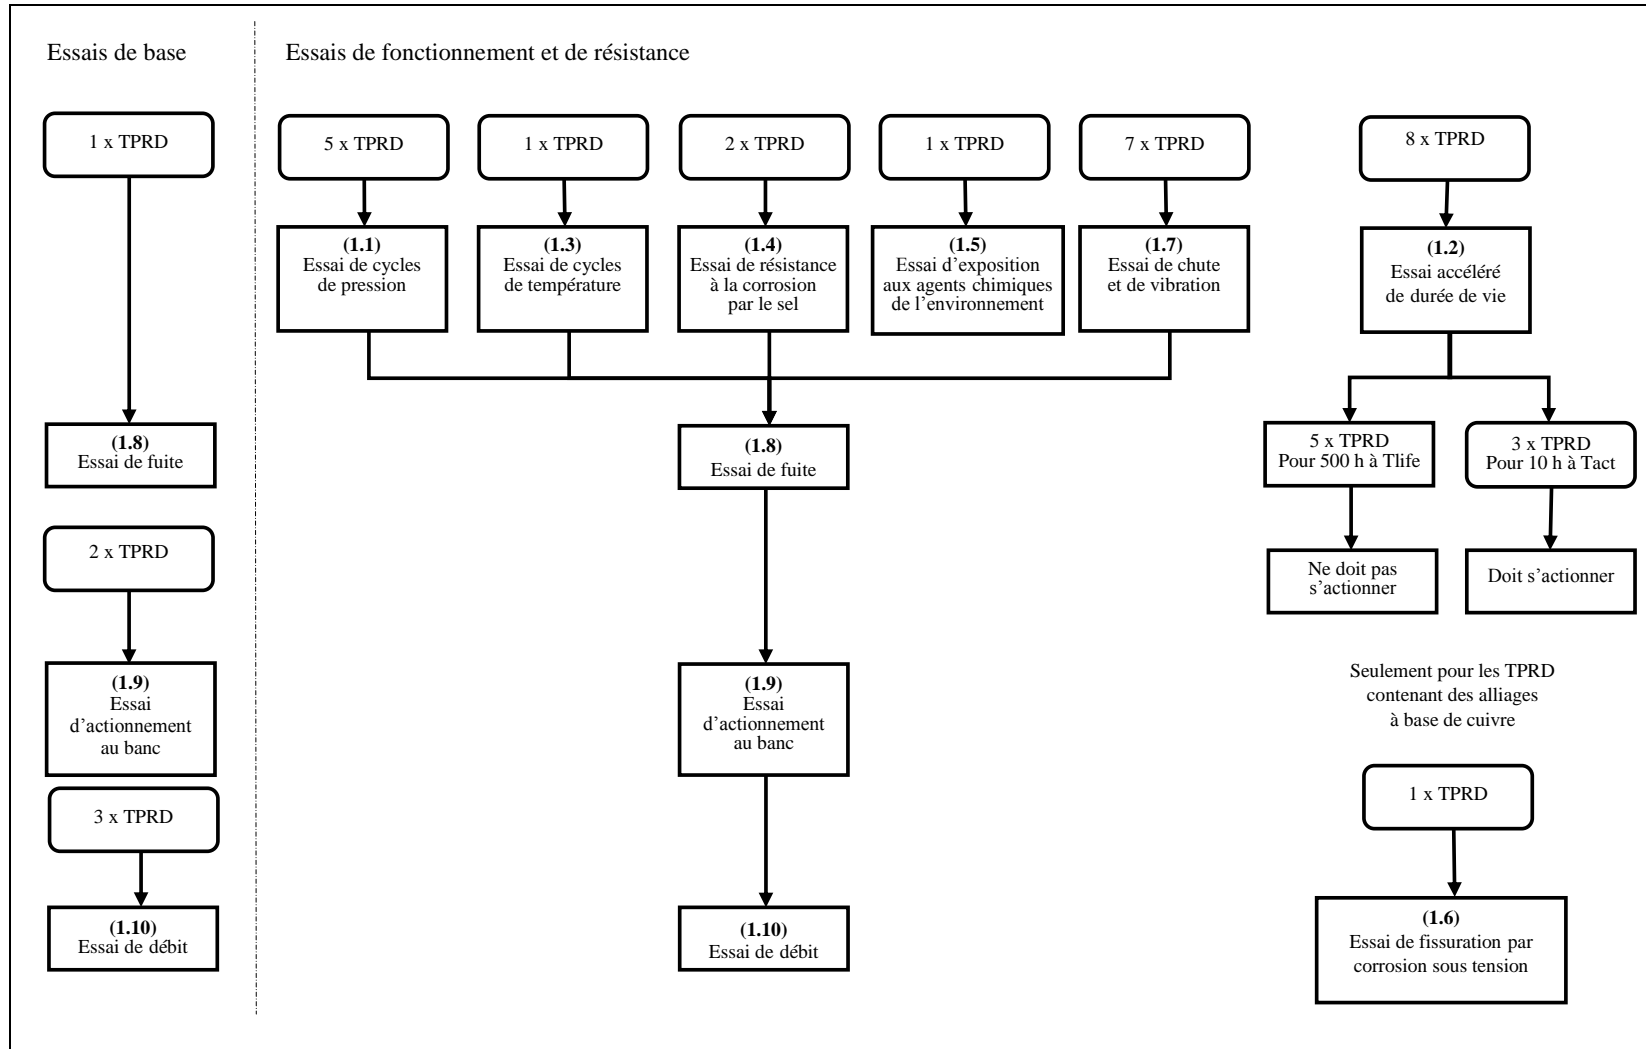 Essais de base
Essais de fonctionnement et de résistance
1 x TPRD
5 x TPRD
1 x TPRD
2 x TPRD
1 x TPRD
7 x TPRD
8 x TPRD
(1.1)
Essai de cycles
de pression
(1.3)
Essai de cycles
de température
(1.4)
Essai de résistance
à la corrosion
par le sel
(1.5)
Essai d’exposition
aux agents chimiques
de l’environnement
(1.7)
Essai de chute
et de vibration
(1.2)
Essai accéléré
de durée de vie
(1.8)
Essai de fuite
(1.8)
Essai de fuite
5 x TPRD
Pour 500 h à Tlife
3 x TPRD
Pour 10 h à Tact
2 x TPRD
Ne doit pas
s’actionner
Doit s’actionner
(1.9)
Essai
d’actionnement
au banc
(1.9)
Essai
d’actionnement
au banc
Seulement pour les TPRD
contenant des alliages
à base de cuivre
3 x TPRD
1 x TPRD
(1.10)
Essai de débit
(1.10)
Essai de débit
(1.6)
Essai de fissuration par
corrosion sous tension